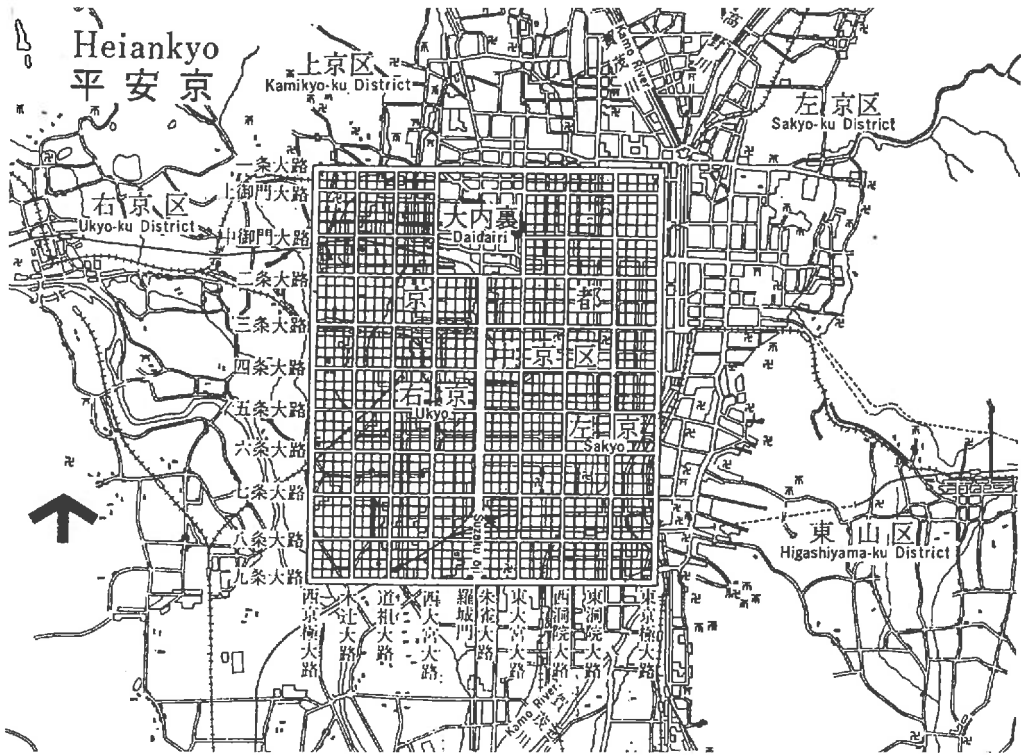 Heiankyo
平安京
上京区
Kamikyo-ku District
賀茂川
Kamo River
高野川
左京区
Sakyo-ku District
右京区
Ukyo-ku District
一条大路
上御門大路
中御門大路
二条大路
三条大路
四条大路
五条大路
六条大路
七条大路
八条大路
九条大路
大内裏
Daidairi
京都
京区
右京
Ukyo
左京
Sakyo
東山区
Higashiyama-ku District
西京極大路
木辻大路
道祖大路
西大宮大路
羅城門
朱雀大路
東大宮大路
西洞院大路
東洞院大路
東京極大路
Kamo River